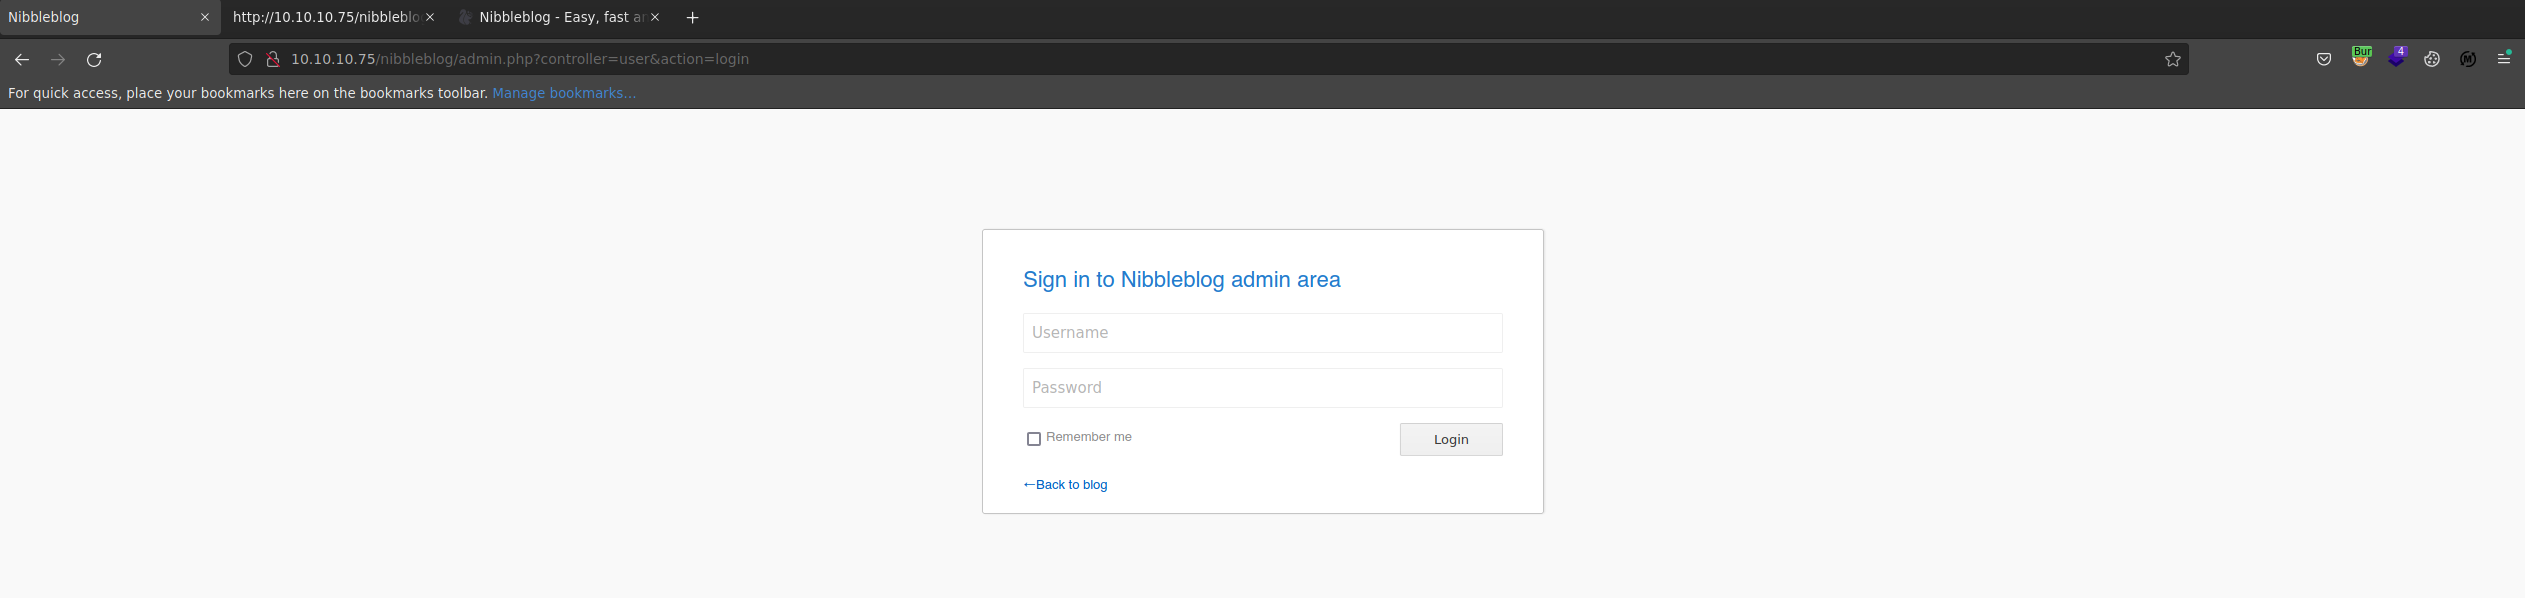 Nibbleblog
http://10.10.10.75/nibbleblo
Nibbleblog - Easy, fast a
10.10.10.75/nibbleblog/admin.php?controller=user&action=login
Bur
4
For quick access, place your bookmarks here on the bookmarks toolbar. Manage bookmarks...
Sign in to Nibbleblog admin area
Username
Password
Remember me
Login
←Back to blog